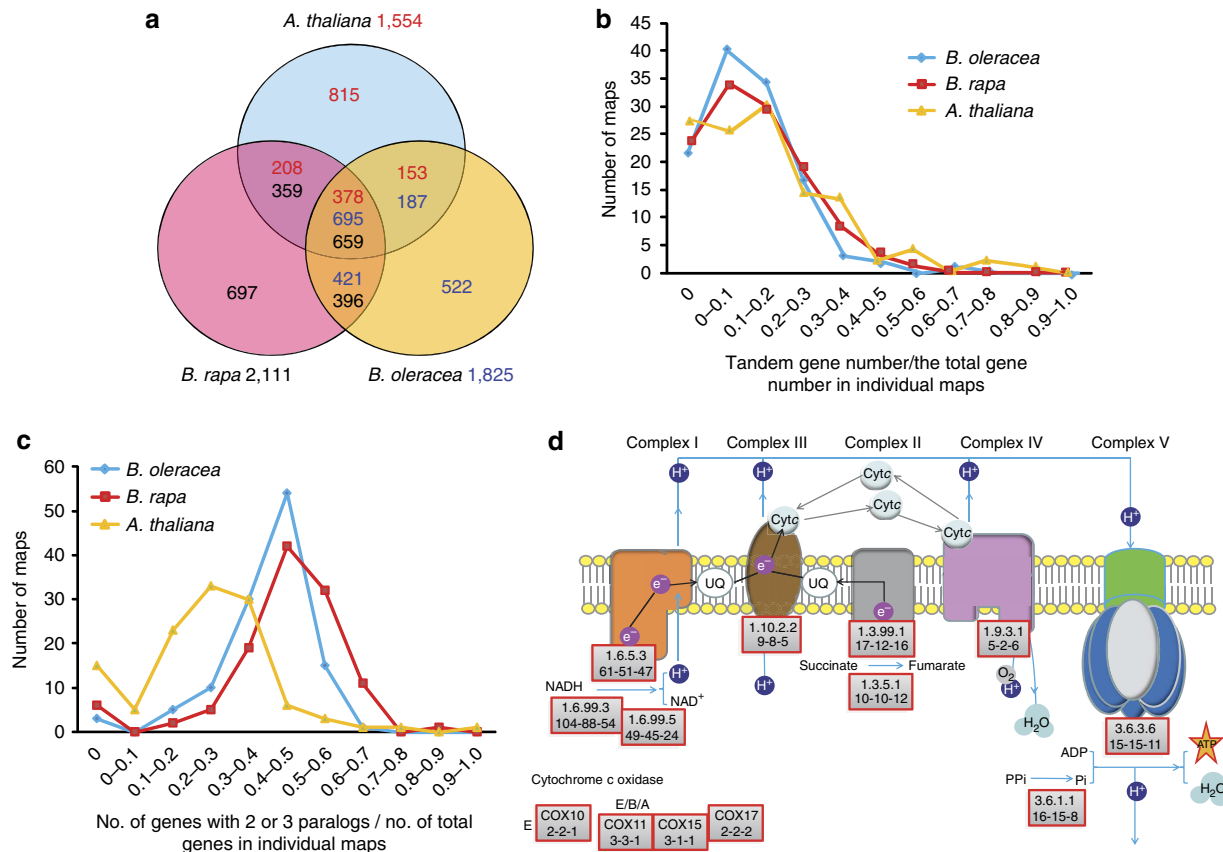 a
A. thaliana 1,554
815
208
359
153
187
378
695
659
421
396
697
522
B. rapa 2,111
B. oleracea 1,825
b
45
40
35
30
25
20
15
10
5
0
Number of maps
B. oleracea
B. rapa
A. thaliana
0
0–0.1
0.1–0.2
0.2–0.3
0.3–0.4
0.4–0.5
0.5–0.6
0.6–0.7
0.7–0.8
0.8–0.9
0.9–1.0
Tandem gene number/the total gene
number in individual maps
c
60
50
40
30
20
10
0
Number of maps
B. oleracea
B. rapa
A. thaliana
0
0–0.1
0.1–0.2
0.2–0.3
0.3–0.4
0.4–0.5
0.5–0.6
0.6–0.7
0.7–0.8
0.8–0.9
0.9–1.0
No. of genes with 2 or 3 paralogs / no. of total
genes in individual maps
d
Complex I
Complex III
Complex II
Complex IV
Complex V
H+
H+
Cytc
H+
Cytc
Cytc
Cytc
H+
e–
UQ
e–
UQ
e–
e–
1.6.5.3
61-51-47
1.10.2.2
9-8-5
1.3.99.1
17-12-16
1.9.3.1
5-2-6
Succinate
Fumarate
1.3.5.1
10-10-12
O2
H+
H2O
NADH
H+
NAD+
H+
1.6.99.3
104-88-54
1.6.99.5
49-45-24
3.6.3.6
15-15-11
ADP
ATP
PPi
Pi
H2O
H+
3.6.1.1
16-15-8
Cytochrome c oxidase
E/B/A
E
COX10
2-2-1
COX11
3-3-1
COX15
3-1-1
COX17
2-2-2